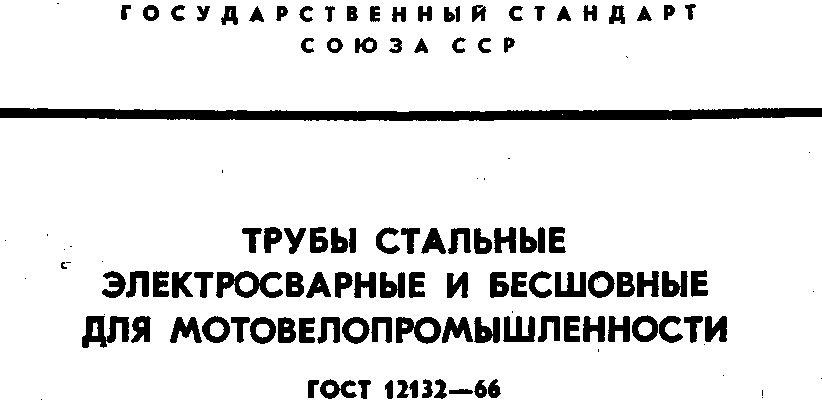 ГОСУДАРСТВЕННЫЙ СТАНДАРТ
СОЮЗА ССР
ТРУБЫ СТАЛЬНЫЕ
ЭЛЕКТРОСВАРНЫЕ И БЕСШОВНЫЕ
ДЛЯ МОТОВЕЛОПРОМЫШЛЕННОСТИ
ГОСТ 12132—66